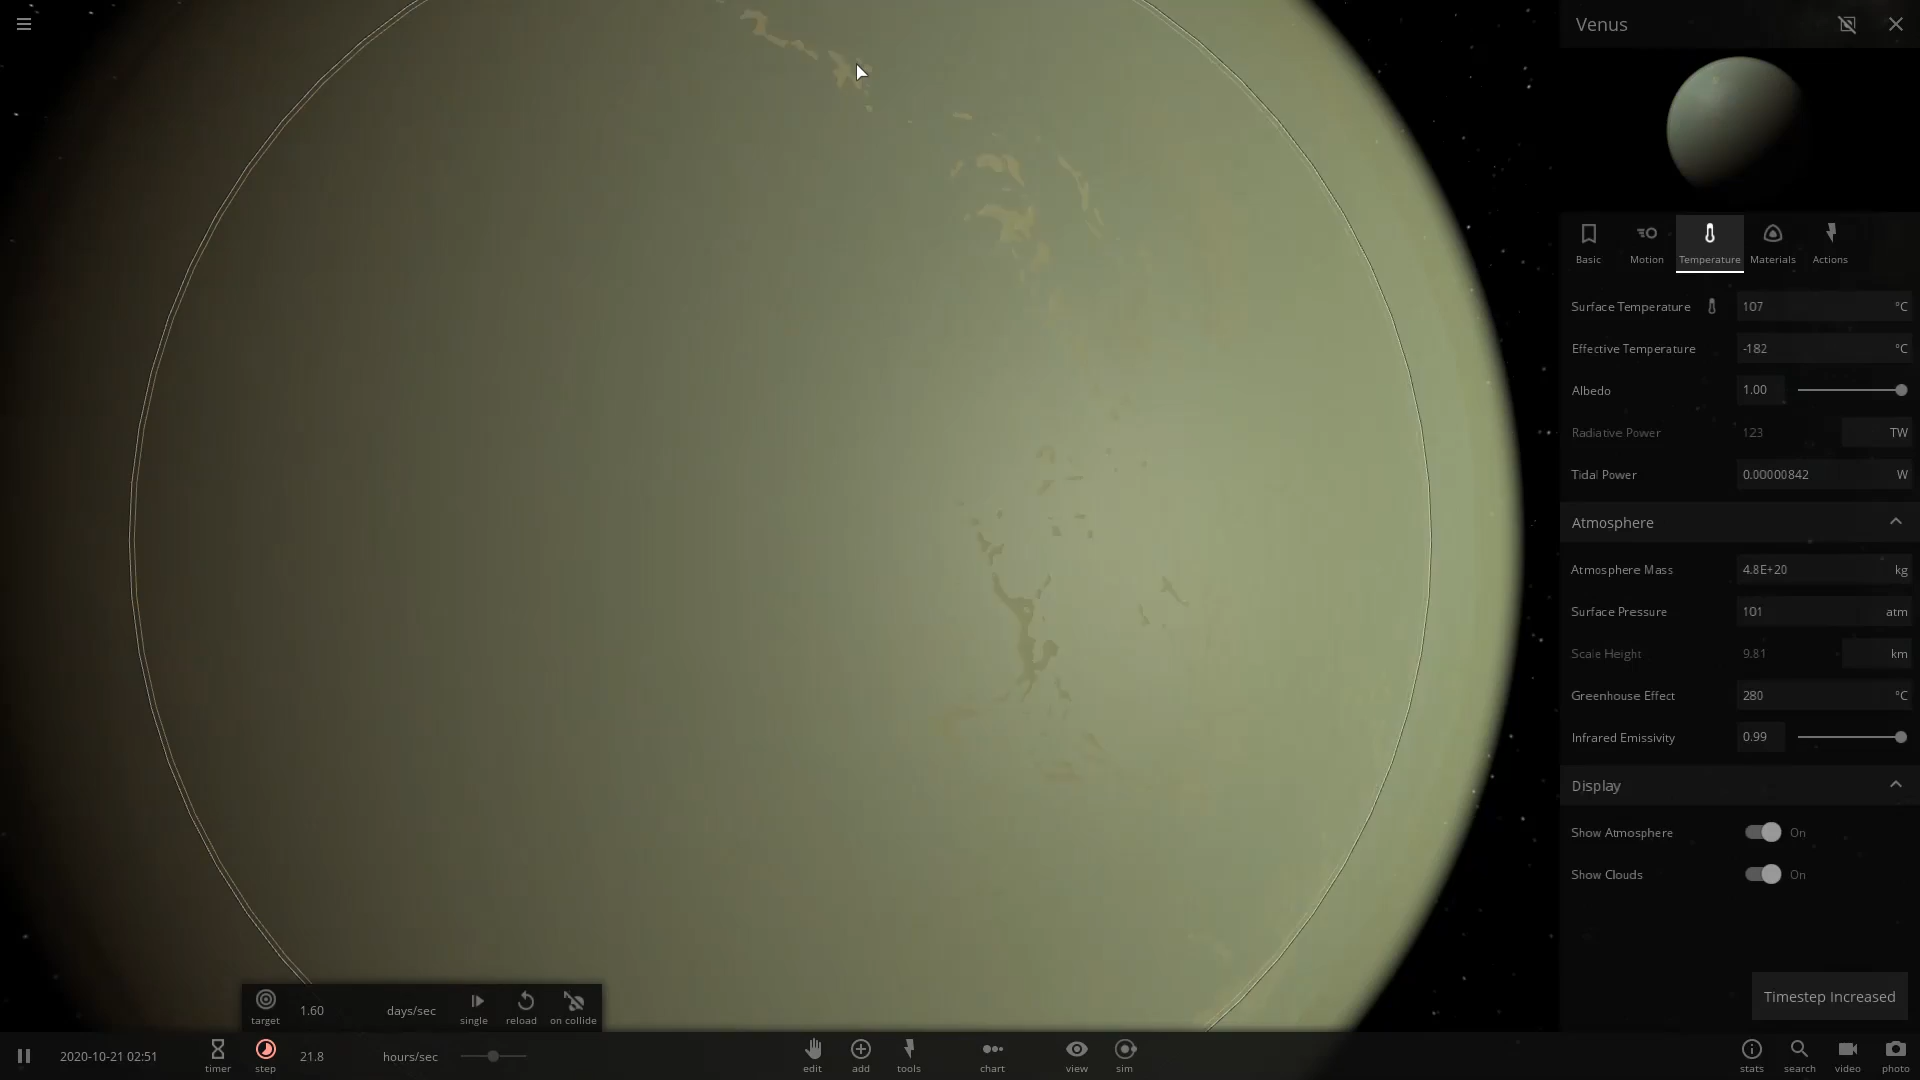 Venus
Basic
Motion
Temperature
Materials
Actions
Surface Temperature 107 °C
Effective Temperature -182 °C
Albedo 1.00
Radiative Power 123 TW
Tidal Power 0.00000842 W
Atmosphere
Atmosphere Mass 4.8E+20 kg
Surface Pressure 101 atm
Scale Height 9.81 km
Greenhouse Effect 280 °C
Infrared Emissivity 0.99
Display
Show Atmosphere On
Show Clouds On
Timestep Increased
target 1.60 days/sec single reload on collide
2020-10-21 02:51 timer step 21.8 hours/sec edit add tools chart view sim stats search video photo